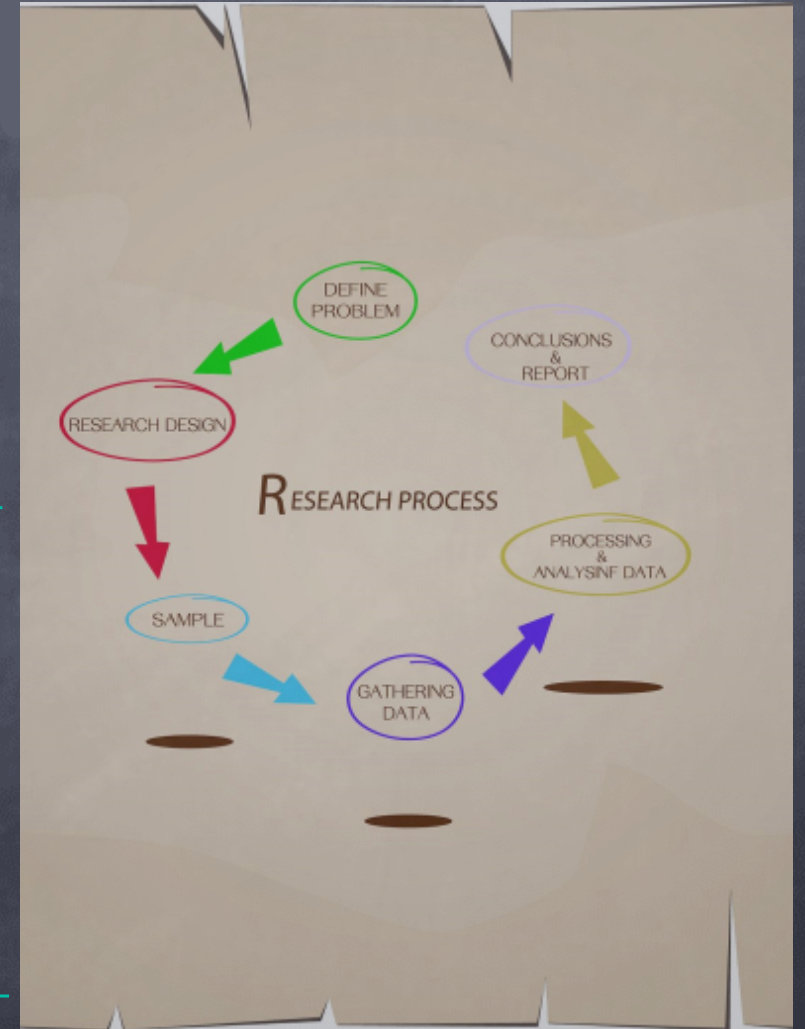 DEFINE
PROBLEM
CONCLUSIONS
&
REPORT
RESEARCH DESIGN
RESEARCH PROCESS
PROCESSING
&
ANALYSINF DATA
SAMPLE
GATHERING
DATA